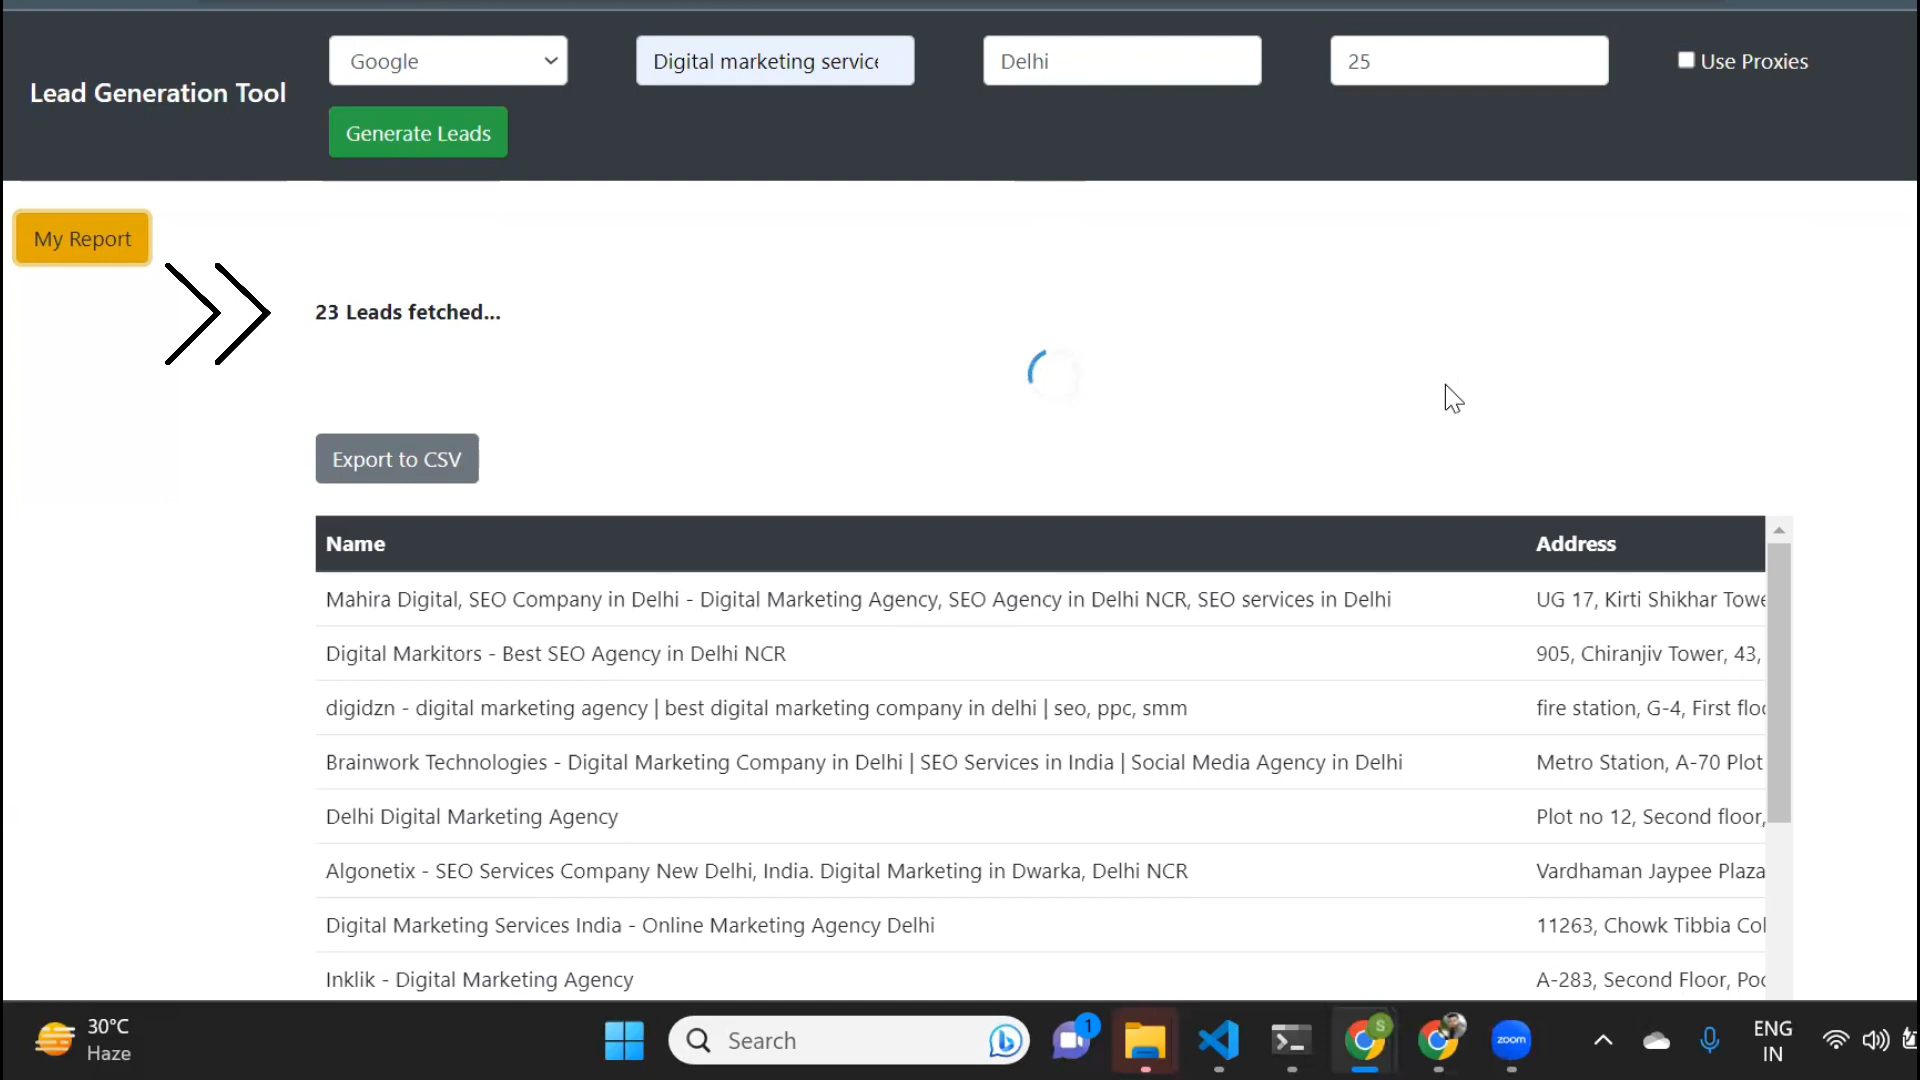 Lead Generation Tool
Google
Digital marketing service
Delhi
25
Use Proxies
Generate Leads
My Report
23 Leads fetched...
Export to CSV
Name Address
Mahira Digital, SEO Company in Delhi - Digital Marketing Agency, SEO Agency in Delhi NCR, SEO services in Delhi UG 17, Kirti Shikhar Towe
Digital Markitors - Best SEO Agency in Delhi NCR 905, Chiranjiv Tower, 43,
digidzn - digital marketing agency | best digital marketing company in delhi | seo, ppc, smm fire station, G-4, First floo
Brainwork Technologies - Digital Marketing Company in Delhi | SEO Services in India | Social Media Agency in Delhi Metro Station, A-70 Plot
Delhi Digital Marketing Agency Plot no 12, Second floor,
Algonetix - SEO Services Company New Delhi, India. Digital Marketing in Dwarka, Delhi NCR Vardhaman Jaypee Plaza
Digital Marketing Services India - Online Marketing Agency Delhi 11263, Chowk Tibbia Col
Inklik - Digital Marketing Agency A-283, Second Floor, Poc
30°C
Haze
Search
1
S
zoom
ENG
IN